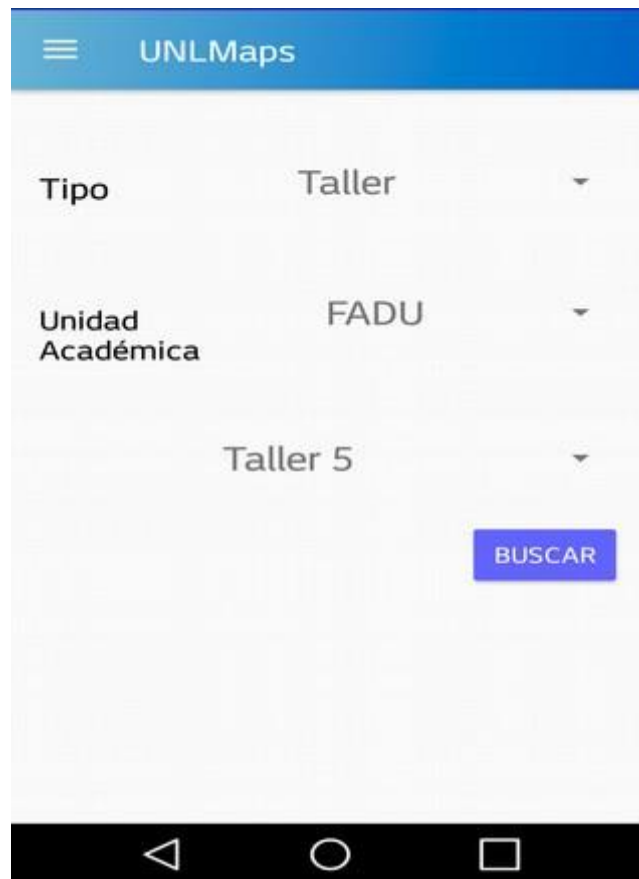 UNLMaps
Tipo
Taller
Unidad
Académica
FADU
Taller 5
BUSCAR